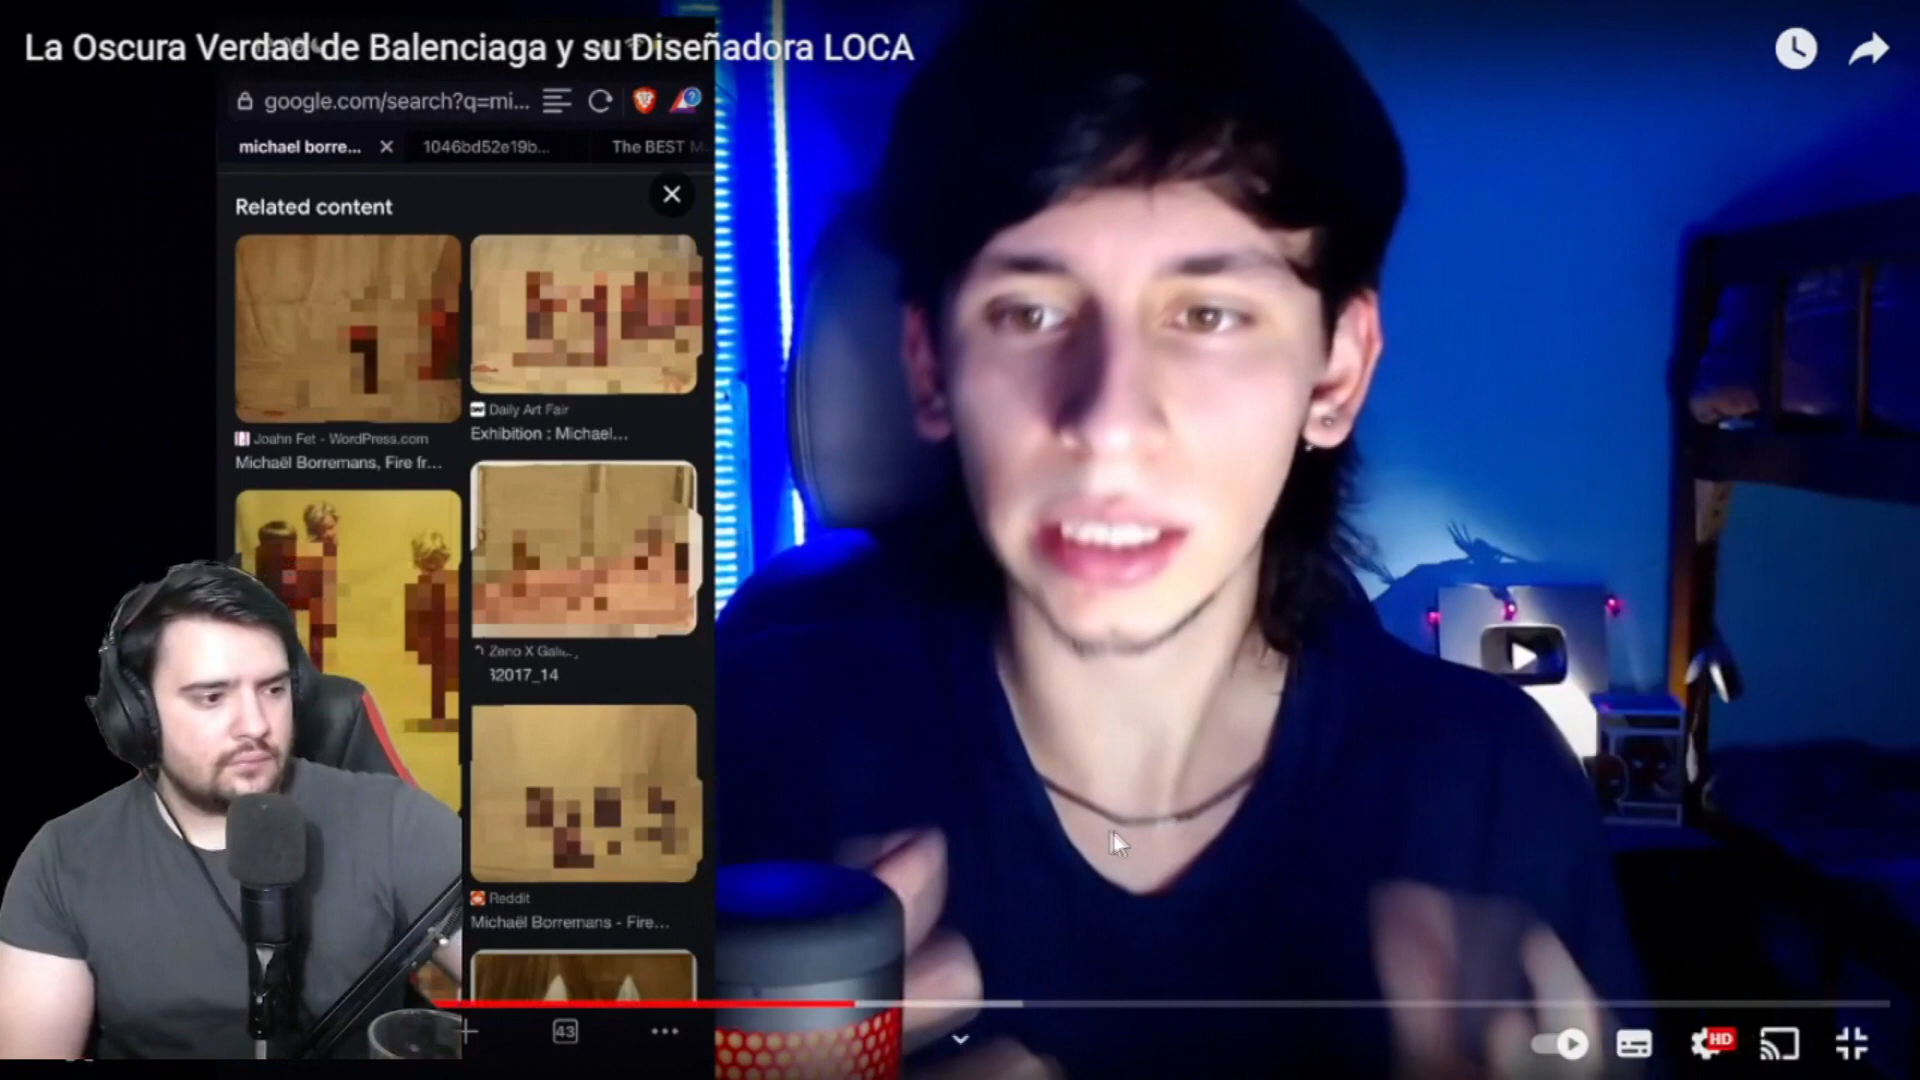 La Oscura Verdad de Balenciaga y su Diseñadora LOCA
google.com/search?q=mi...
michael borre...
1046bd52e19b...
The BEST M
Related content
Joahn Fet - WordPress.com
Michaël Borremans, Fire fr...
Daily Art Fair
Exhibition : Michael...
Zeno X
32017_14
Reddit
Michaël Borremans - Fire...
43
HD